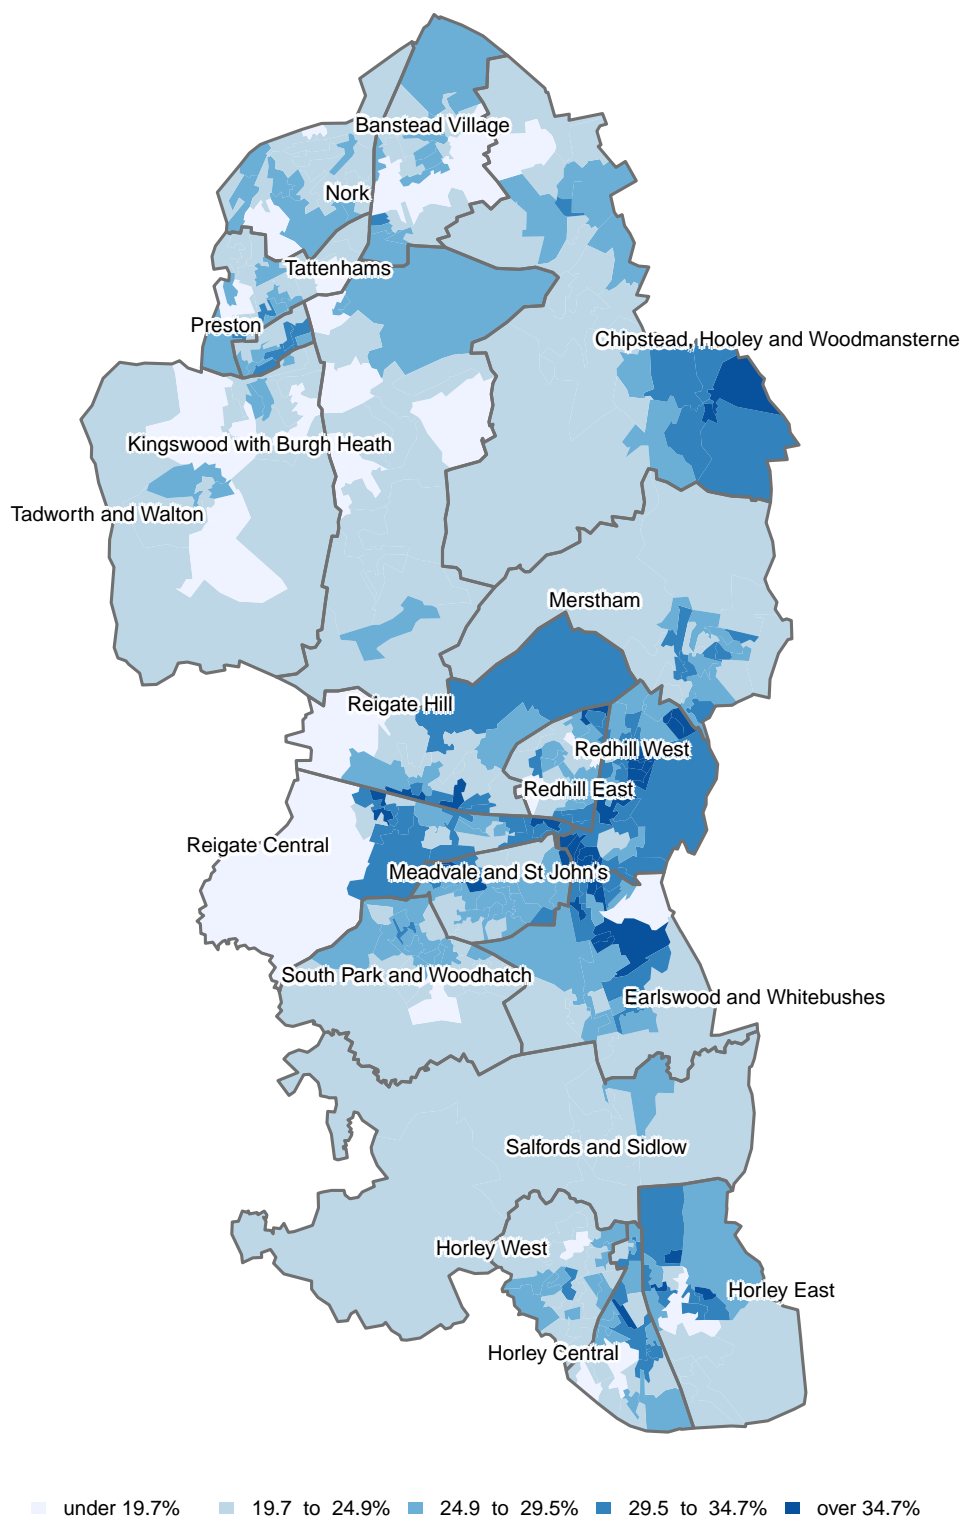 Banstead Village
Nork
Tattenhams
Preston
Chipstead, Hooley and Woodmansterne
Kingswood with Burgh Heath
Tadworth and Walton
Merstham
Reigate Hill
Redhill West
Redhill East
Reigate Central
Meadvale and St John's
South Park and Woodhatch
Earlswood and Whitebushes
Salfords and Sidlow
Horley West
Horley East
Horley Central
under 19.7% 19.7 to 24.9% 24.9 to 29.5% 29.5 to 34.7% over 34.7%